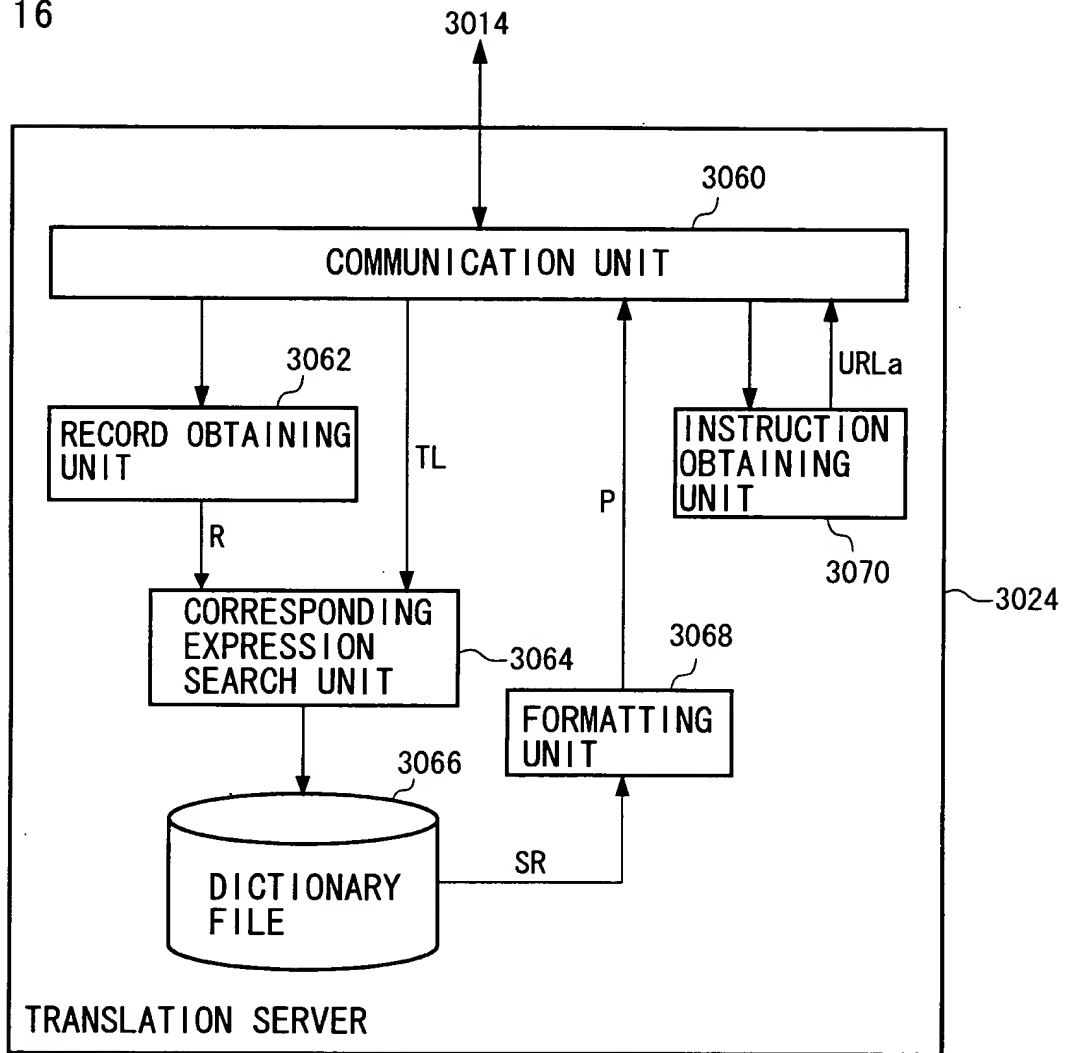 16
3014
3060
COMMUNICATION UNIT
3062
URLa
RECORD OBTAINING
UNIT
TL
INSTRUCTION
OBTAINING
UNIT
P
R
3070
3024
CORRESPONDING
EXPRESSION
SEARCH UNIT
3064
3068
FORMATTING
UNIT
3066
SR
DICTIONARY
FILE
TRANSLATION SERVER